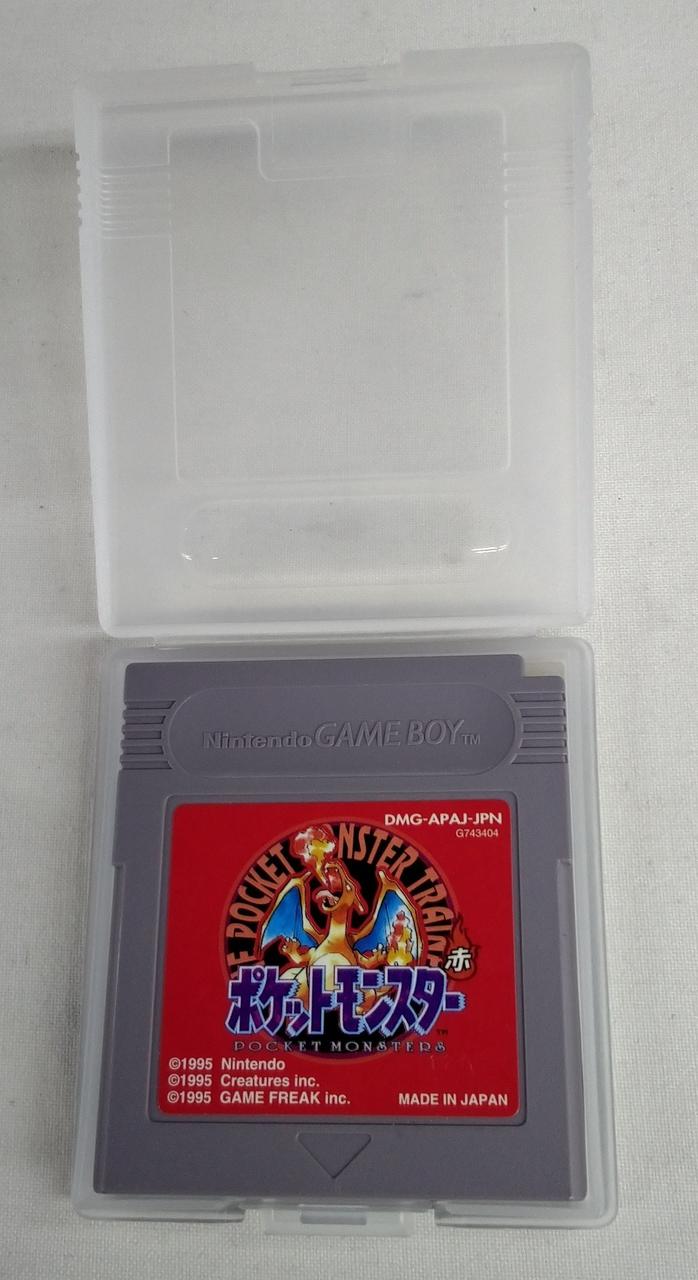 Nintendo GAME BOY TM
DMG-APAJ-JPN
G743404
POCKET MONSTER TRAIN
赤
ポケットモンスター
TM
POCKET MONSTERS
©1995 Nintendo
©1995 Creatures inc.
©1995 GAME FREAK inc.
MADE IN JAPAN